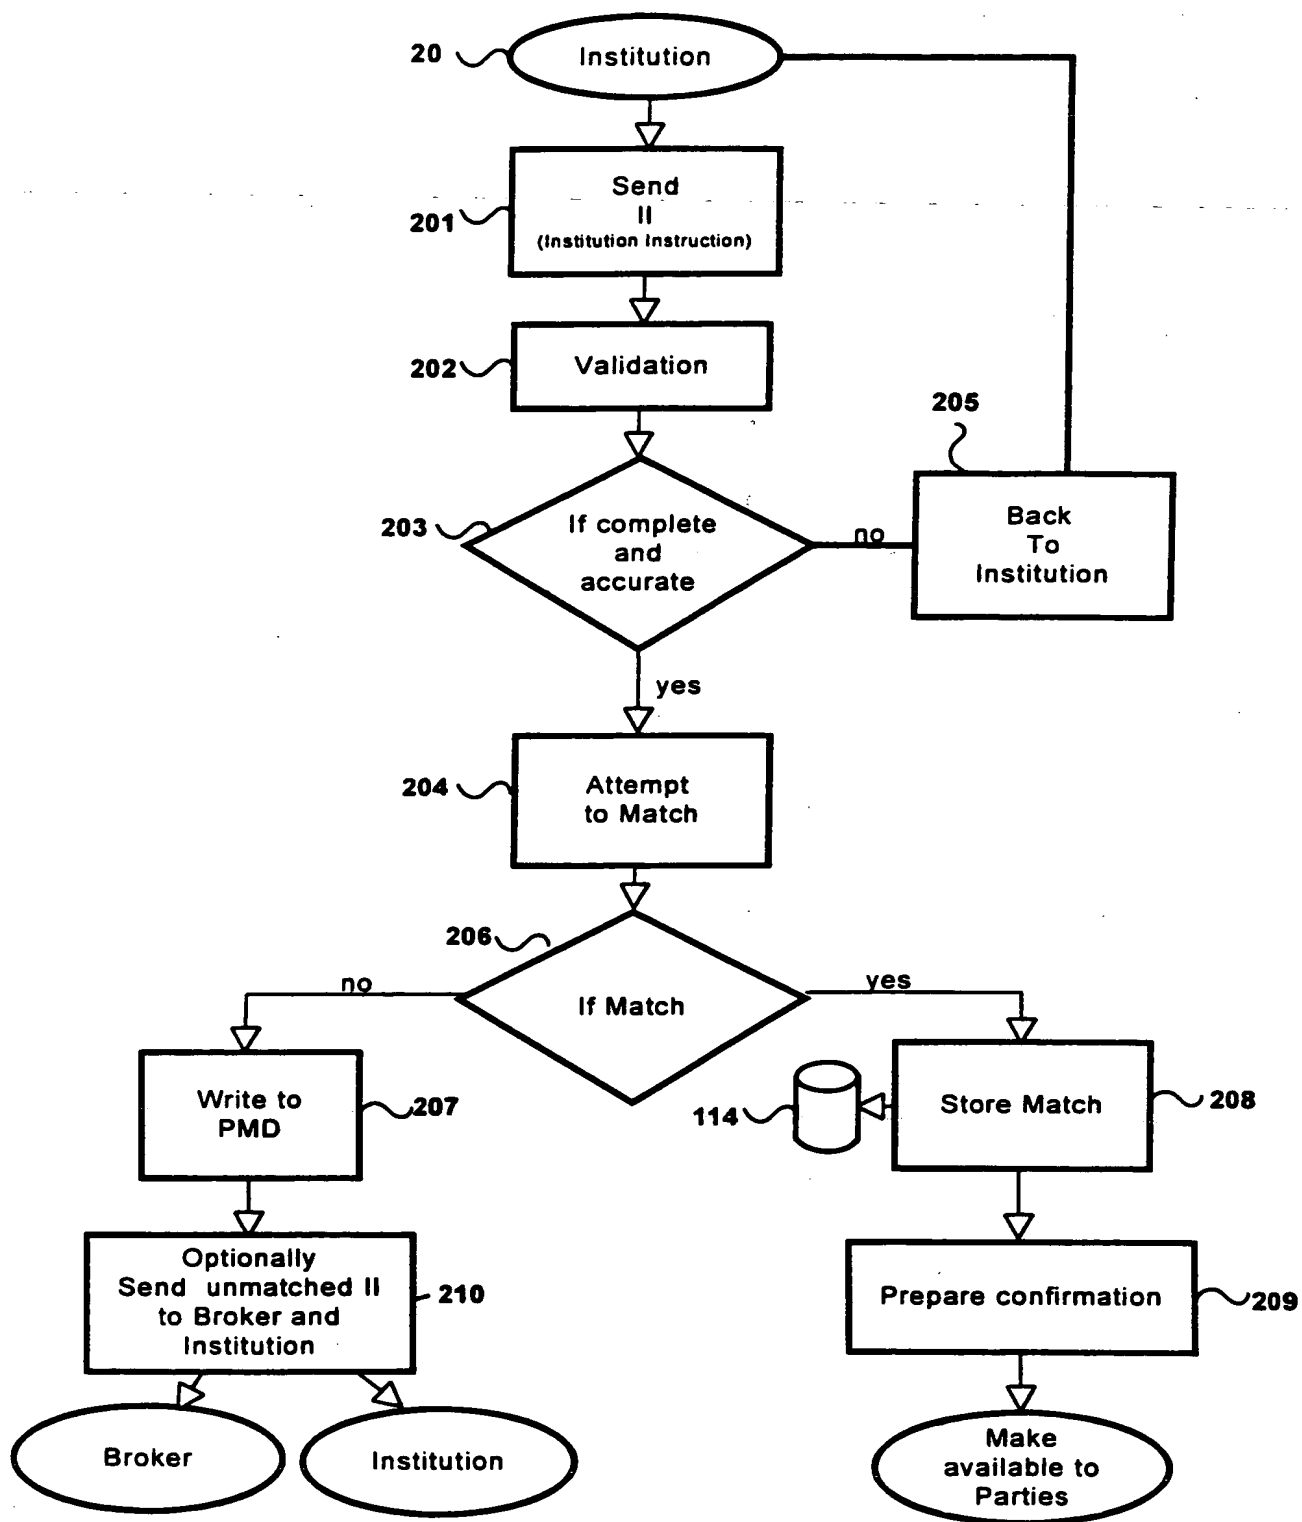 20
Institution
201
Send
II
(Institution Instruction)
202
Validation
205
203
If complete
and
accurate
no
Back
To
Institution
yes
204
Attempt
to Match
206
If Match
no
yes
Write to
PMD
207
114
Store Match
208
Optionally
Send unmatched II
to Broker and
Institution
210
Prepare confirmation
209
Broker
Institution
Make
available to
Parties